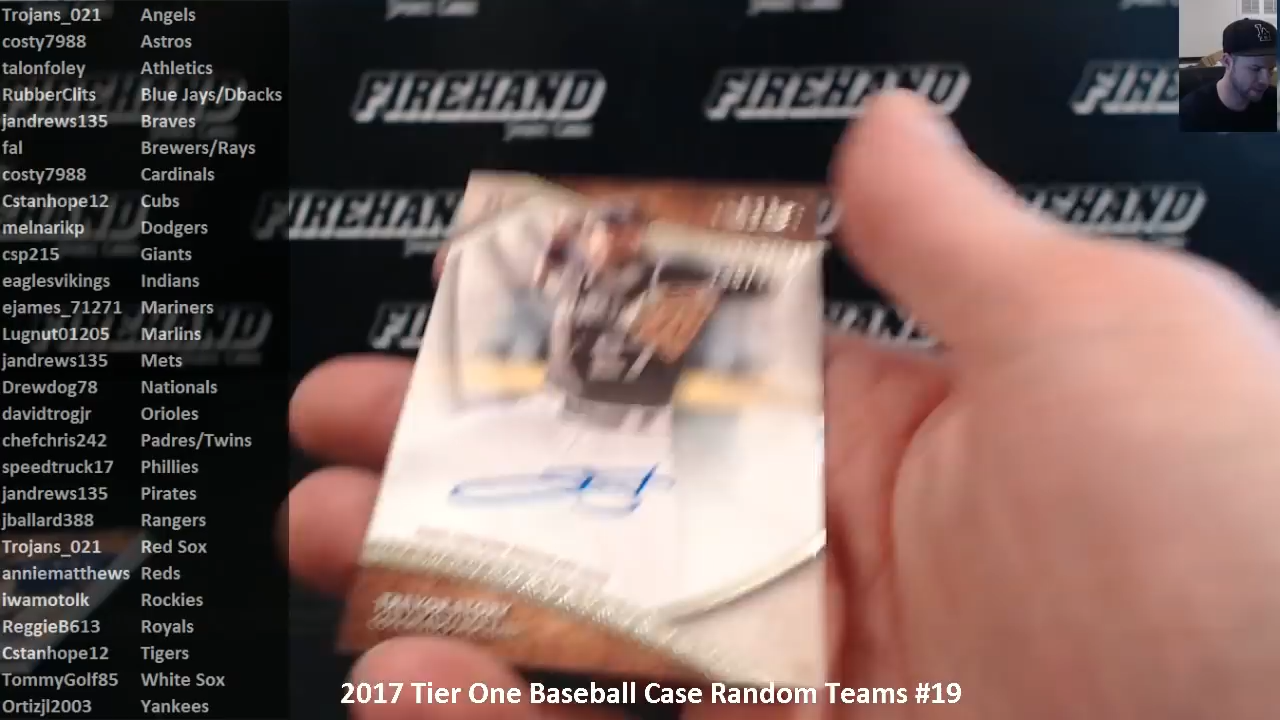 Trojans_021 Angels
costy7988 Astros
talonfoley Athletics
RubberClits Blue Jays/Dbacks
jandrews135 Braves
fal Brewers/Rays
costy7988 Cardinals
Cstanhope12 Cubs
melnarikp Dodgers
csp215 Giants
eaglesvikings Indians
ejames_71271 Mariners
Lugnut01205 Marlins
jandrews135 Mets
Drewdog78 Nationals
davidtrogjr Orioles
chefchris242 Padres/Twins
speedtruck17 Phillies
jandrews135 Pirates
jballard388 Rangers
Trojans_021 Red Sox
anniematthews Reds
iwamotolk Rockies
ReggieB613 Royals
Cstanhope12 Tigers
TommyGolf85 White Sox
Ortizjl2003 Yankees
FIREHAND FIREHAND FIREHAND
FIREHAND FIREHAND
FIREHAND
2017 Tier One Baseball Case Random Teams #19